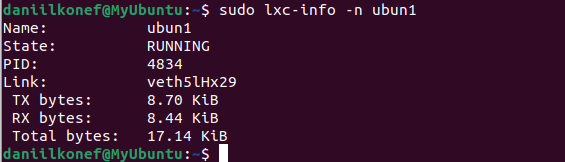 daniilkonef@MyUbuntu:~$ sudo lxc-info -n ubun1
Name:           ubun1
State:          RUNNING
PID:            4834
Link:           veth5lHx29
 TX bytes:      8.70 KiB
 RX bytes:      8.44 KiB
 Total bytes:   17.14 KiB
daniilkonef@MyUbuntu:~$